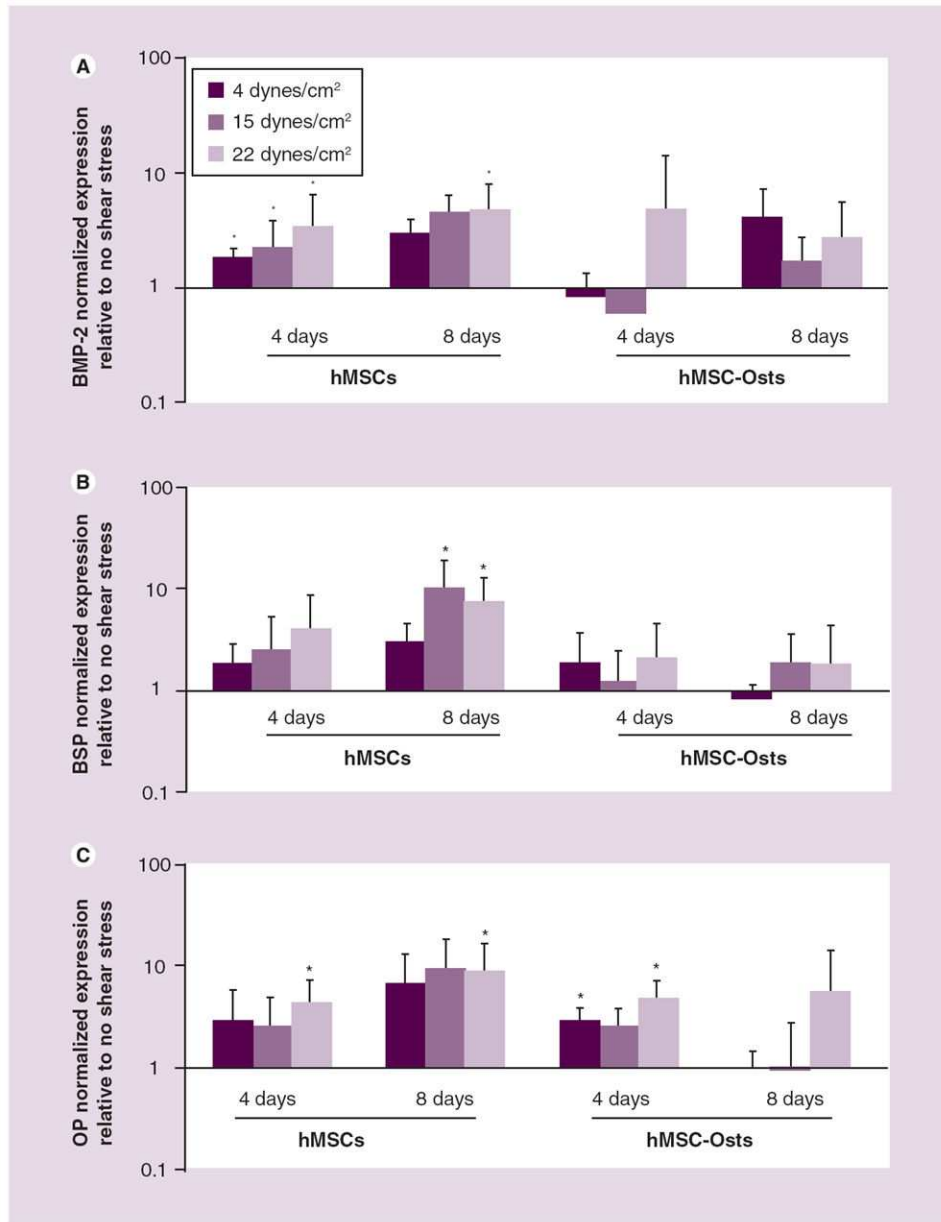 A
BMP-2 normalized expression
relative to no shear stress
100
10
1
0.1
4 dynes/cm²
15 dynes/cm²
22 dynes/cm²
* * * *
4 days 8 days 4 days 8 days
hMSCs hMSC-Osts
B
BSP normalized expression
relative to no shear stress
100
10
1
0.1
* *
4 days 8 days 4 days 8 days
hMSCs hMSC-Osts
C
OP normalized expression
relative to no shear stress
100
10
1
0.1
* * * *
4 days 8 days 4 days 8 days
hMSCs hMSC-Osts